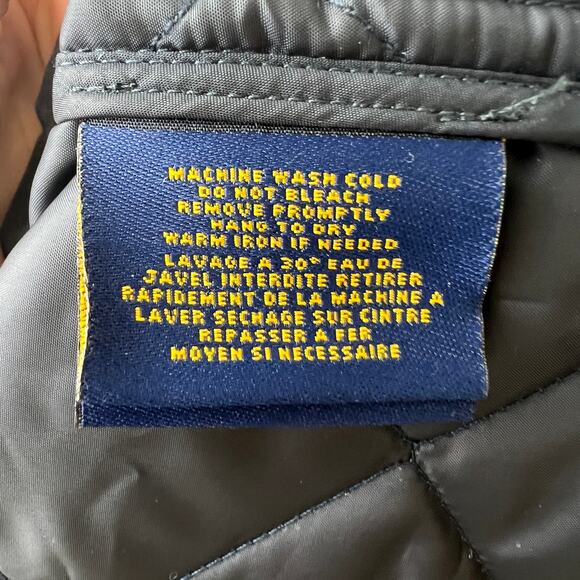 MACHINE WASH COLD
DO NOT BLEACH
REMOVE PROMPTLY
HANG TO DRY
WARM IRON IF NEEDED
LAVAGE A 30° EAU DE
JAVEL INTERDITE RETIRER
RAPIDEMENT DE LA MACHINE A
LAVER SECHAGE SUR CINTRE
REPASSER A FER
MOYEN SI NECESSAIRE